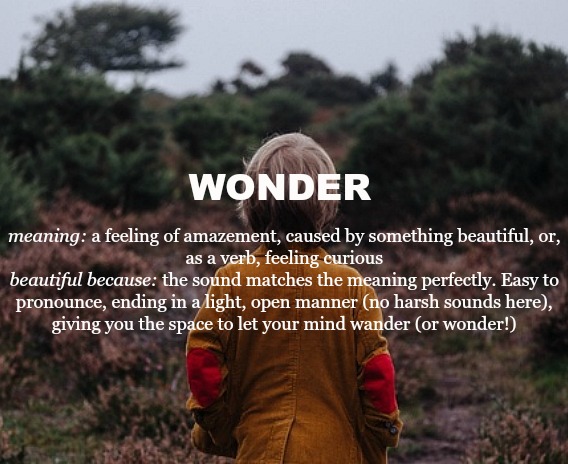 WONDER
meaning: a feeling of amazement, caused by something beautiful, or,
as a verb, feeling curious
beautiful because: the sound matches the meaning perfectly. Easy to
pronounce, ending in a light, open manner (no harsh sounds here),
giving you the space to let your mind wander (or wonder!)